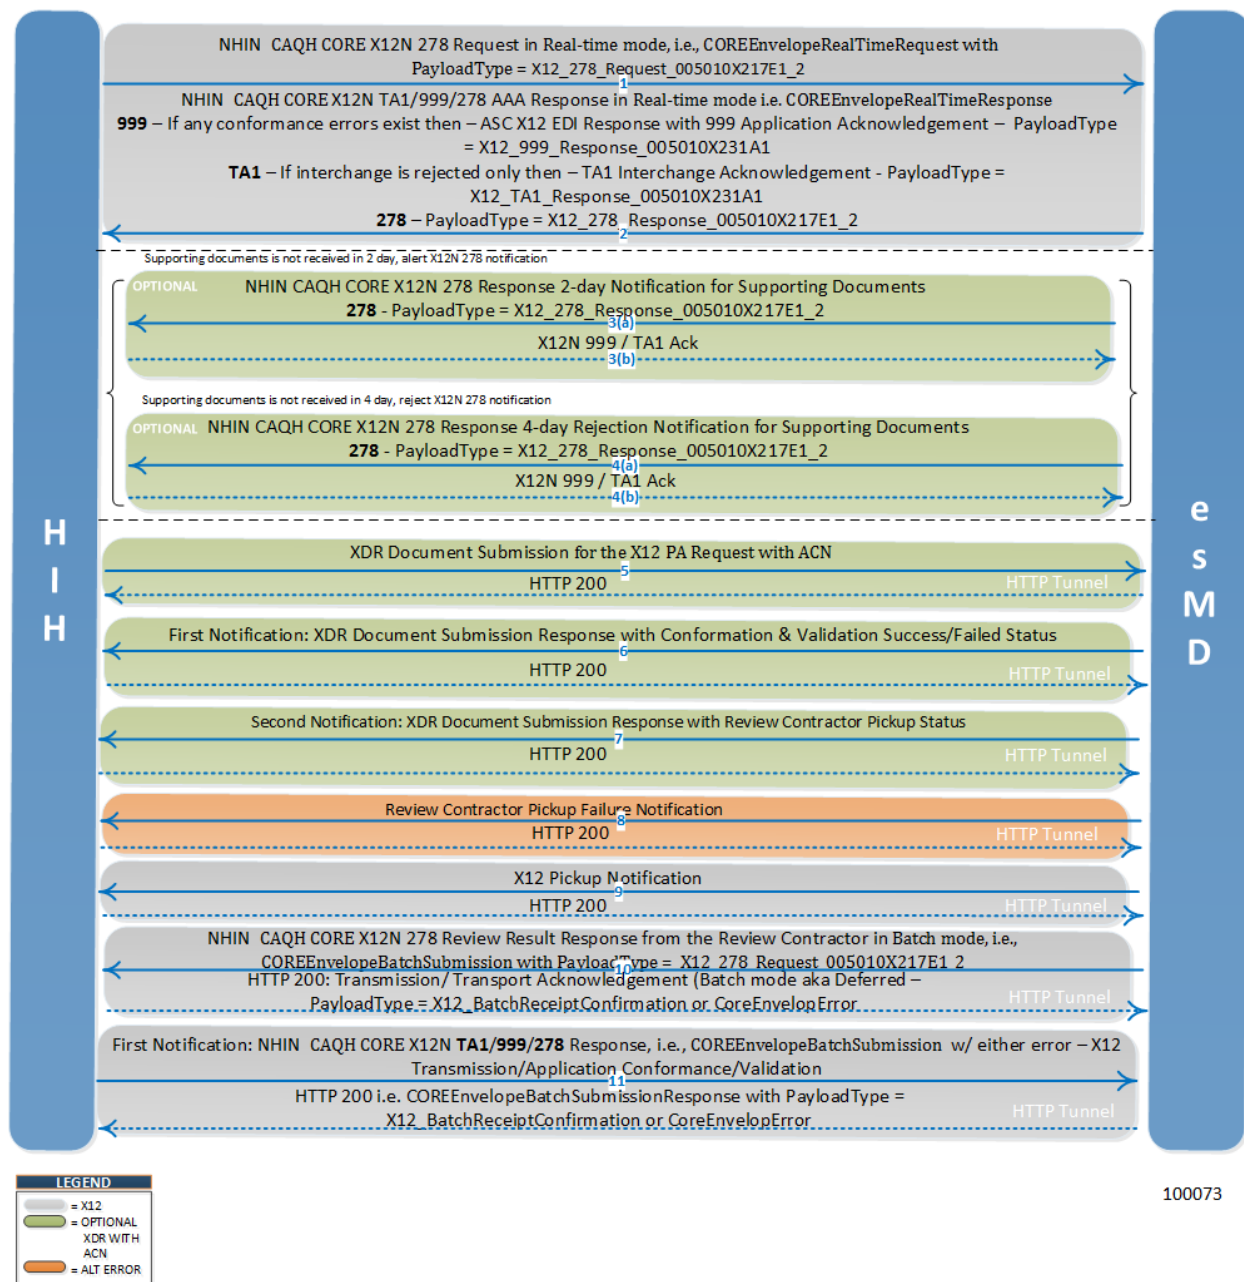 NHIN CAQH CORE X12N 278 Request in Real-time mode, i.e., COREEnvelopeRealTimeRequest with
PayloadType = X12_278_Request_005010X217E1_2
1
NHIN CAQH CORE X12N TA1/999/278 AAA Response in Real-time mode i.e. COREEnvelopeRealTimeResponse
999 – If any conformance errors exist then – ASC X12 EDI Response with 999 Application Acknowledgement – PayloadType
= X12_999_Response_005010X231A1
TA1 – If interchange is rejected only then – TA1 Interchange Acknowledgement - PayloadType =
X12_TA1_Response_005010X231A1
278 – PayloadType = X12_278_Response_005010X217E1_2
2
Supporting documents is not received in 2 day, alert X12N 278 notification
OPTIONAL
NHIN CAQH CORE X12N 278 Response 2-day Notification for Supporting Documents
278 - PayloadType = X12_278_Response_005010X217E1_2
3(a)
X12N 999 / TA1 Ack
3(b)
Supporting documents is not received in 4 day, reject X12N 278 notification
OPTIONAL
NHIN CAQH CORE X12N 278 Response 4-day Rejection Notification for Supporting Documents
278 - PayloadType = X12_278_Response_005010X217E1_2
4(a)
X12N 999 / TA1 Ack
4(b)
HIH
esMD
XDR Document Submission for the X12 PA Request with ACN
5
HTTP 200
HTTP Tunnel
First Notification: XDR Document Submission Response with Conformation & Validation Success/Failed Status
6
HTTP 200
HTTP Tunnel
Second Notification: XDR Document Submission Response with Review Contractor Pickup Status
7
HTTP 200
HTTP Tunnel
Review Contractor Pickup Failure Notification
8
HTTP 200
HTTP Tunnel
X12 Pickup Notification
9
HTTP 200
HTTP Tunnel
NHIN CAQH CORE X12N 278 Review Result Response from the Review Contractor in Batch mode, i.e.,
COREEnvelopeBatchSubmission with PayloadType = X12_278_Request_005010X217E1_2
10
HTTP 200: Transmission/ Transport Acknowledgement (Batch mode aka Deferred –
PayloadType = X12_BatchReceiptConfirmation or CoreEnvelopError
HTTP Tunnel
First Notification: NHIN CAQH CORE X12N TA1/999/278 Response, i.e., COREEnvelopeBatchSubmission w/ either error – X12
Transmission/Application Conformance/Validation
11
HTTP 200 i.e. COREEnvelopeBatchSubmissionResponse with PayloadType =
X12_BatchReceiptConfirmation or CoreEnvelopError
HTTP Tunnel
LEGEND
= X12
= OPTIONAL
XDR WITH
ACN
= ALT ERROR
100073